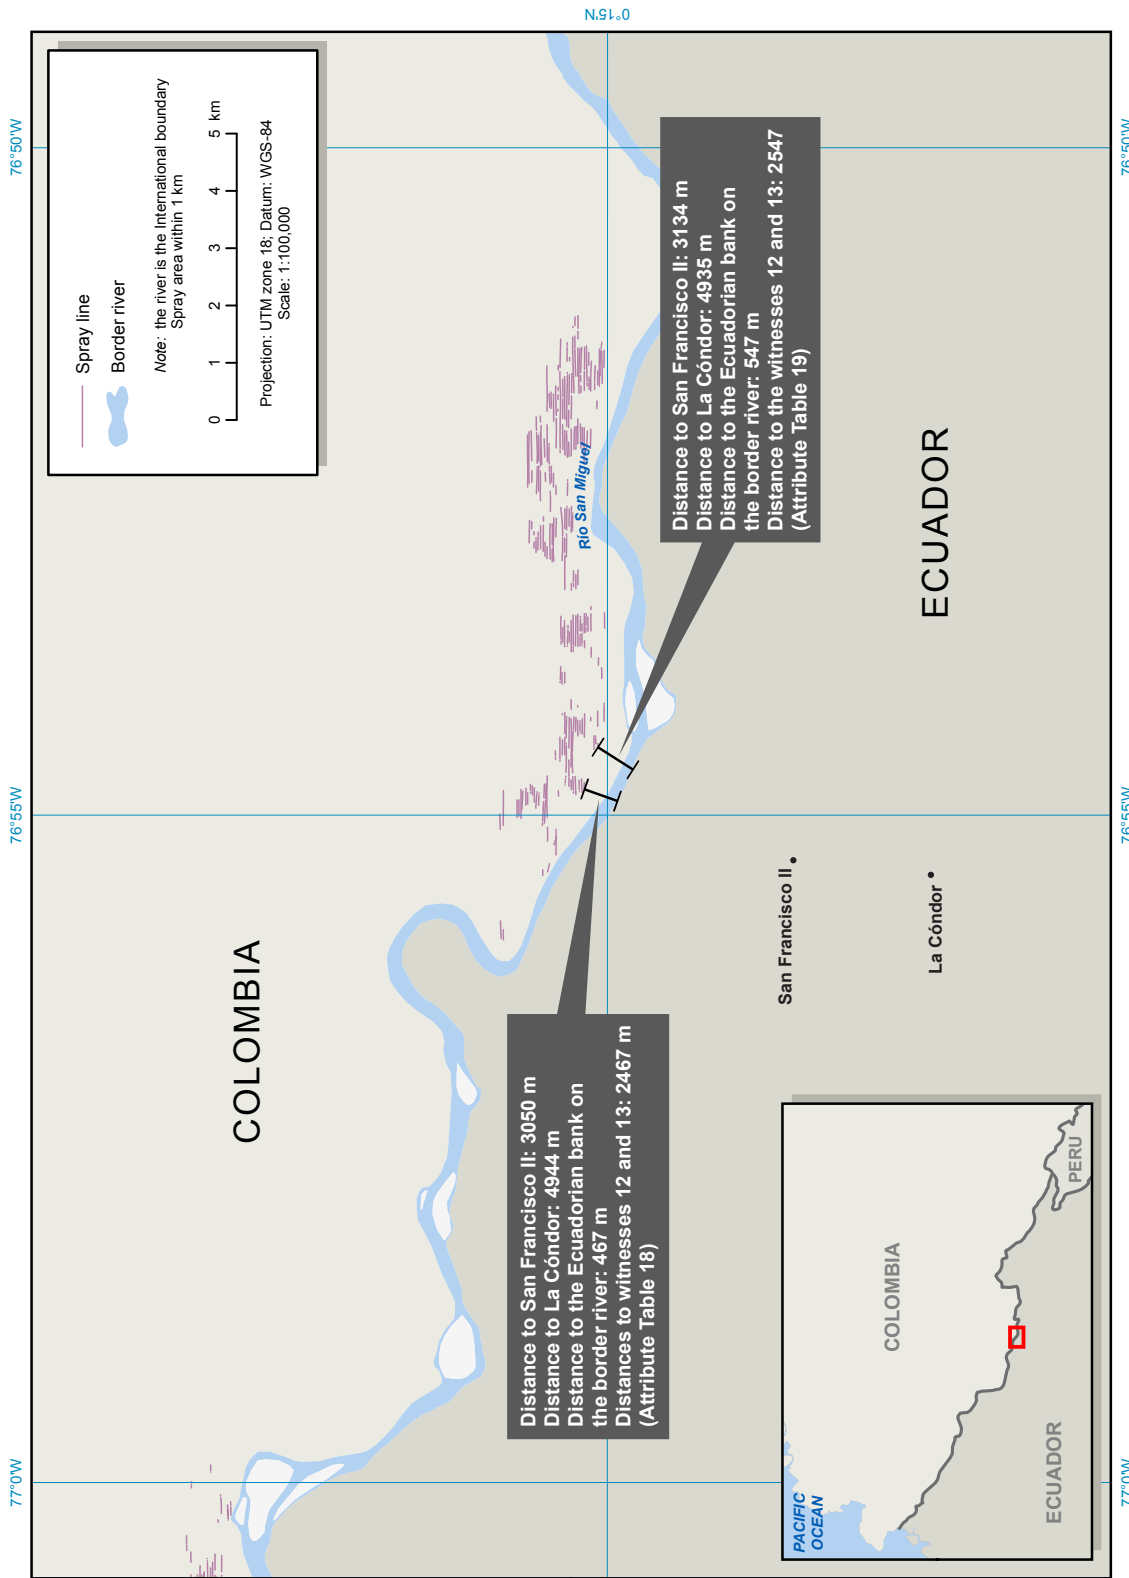 77°0'W
76°55'W
76°50'W
Spray line
Border river
Note: the river is the International boundary
Spray area within 1 km
0 1 2 3 4 5 km
Projection: UTM zone 18; Datum: WGS-84
Scale: 1:100,000
COLOMBIA
Río San Miguel
0°15'N
Distance to San Francisco II: 3050 m
Distance to La Cóndor: 4944 m
Distance to the Ecuadorian bank on
the border river: 467 m
Distances to witnesses 12 and 13: 2467 m
(Attribute Table 18)
Distance to San Francisco II: 3134 m
Distance to La Cóndor: 4935 m
Distance to the Ecuadorian bank on
the border river: 547 m
Distance to the witnesses 12 and 13: 2547
(Attribute Table 19)
San Francisco II
La Cóndor
ECUADOR
PACIFIC
OCEAN
COLOMBIA
ECUADOR
PERU
77°0'W
76°55'W
76°50'W